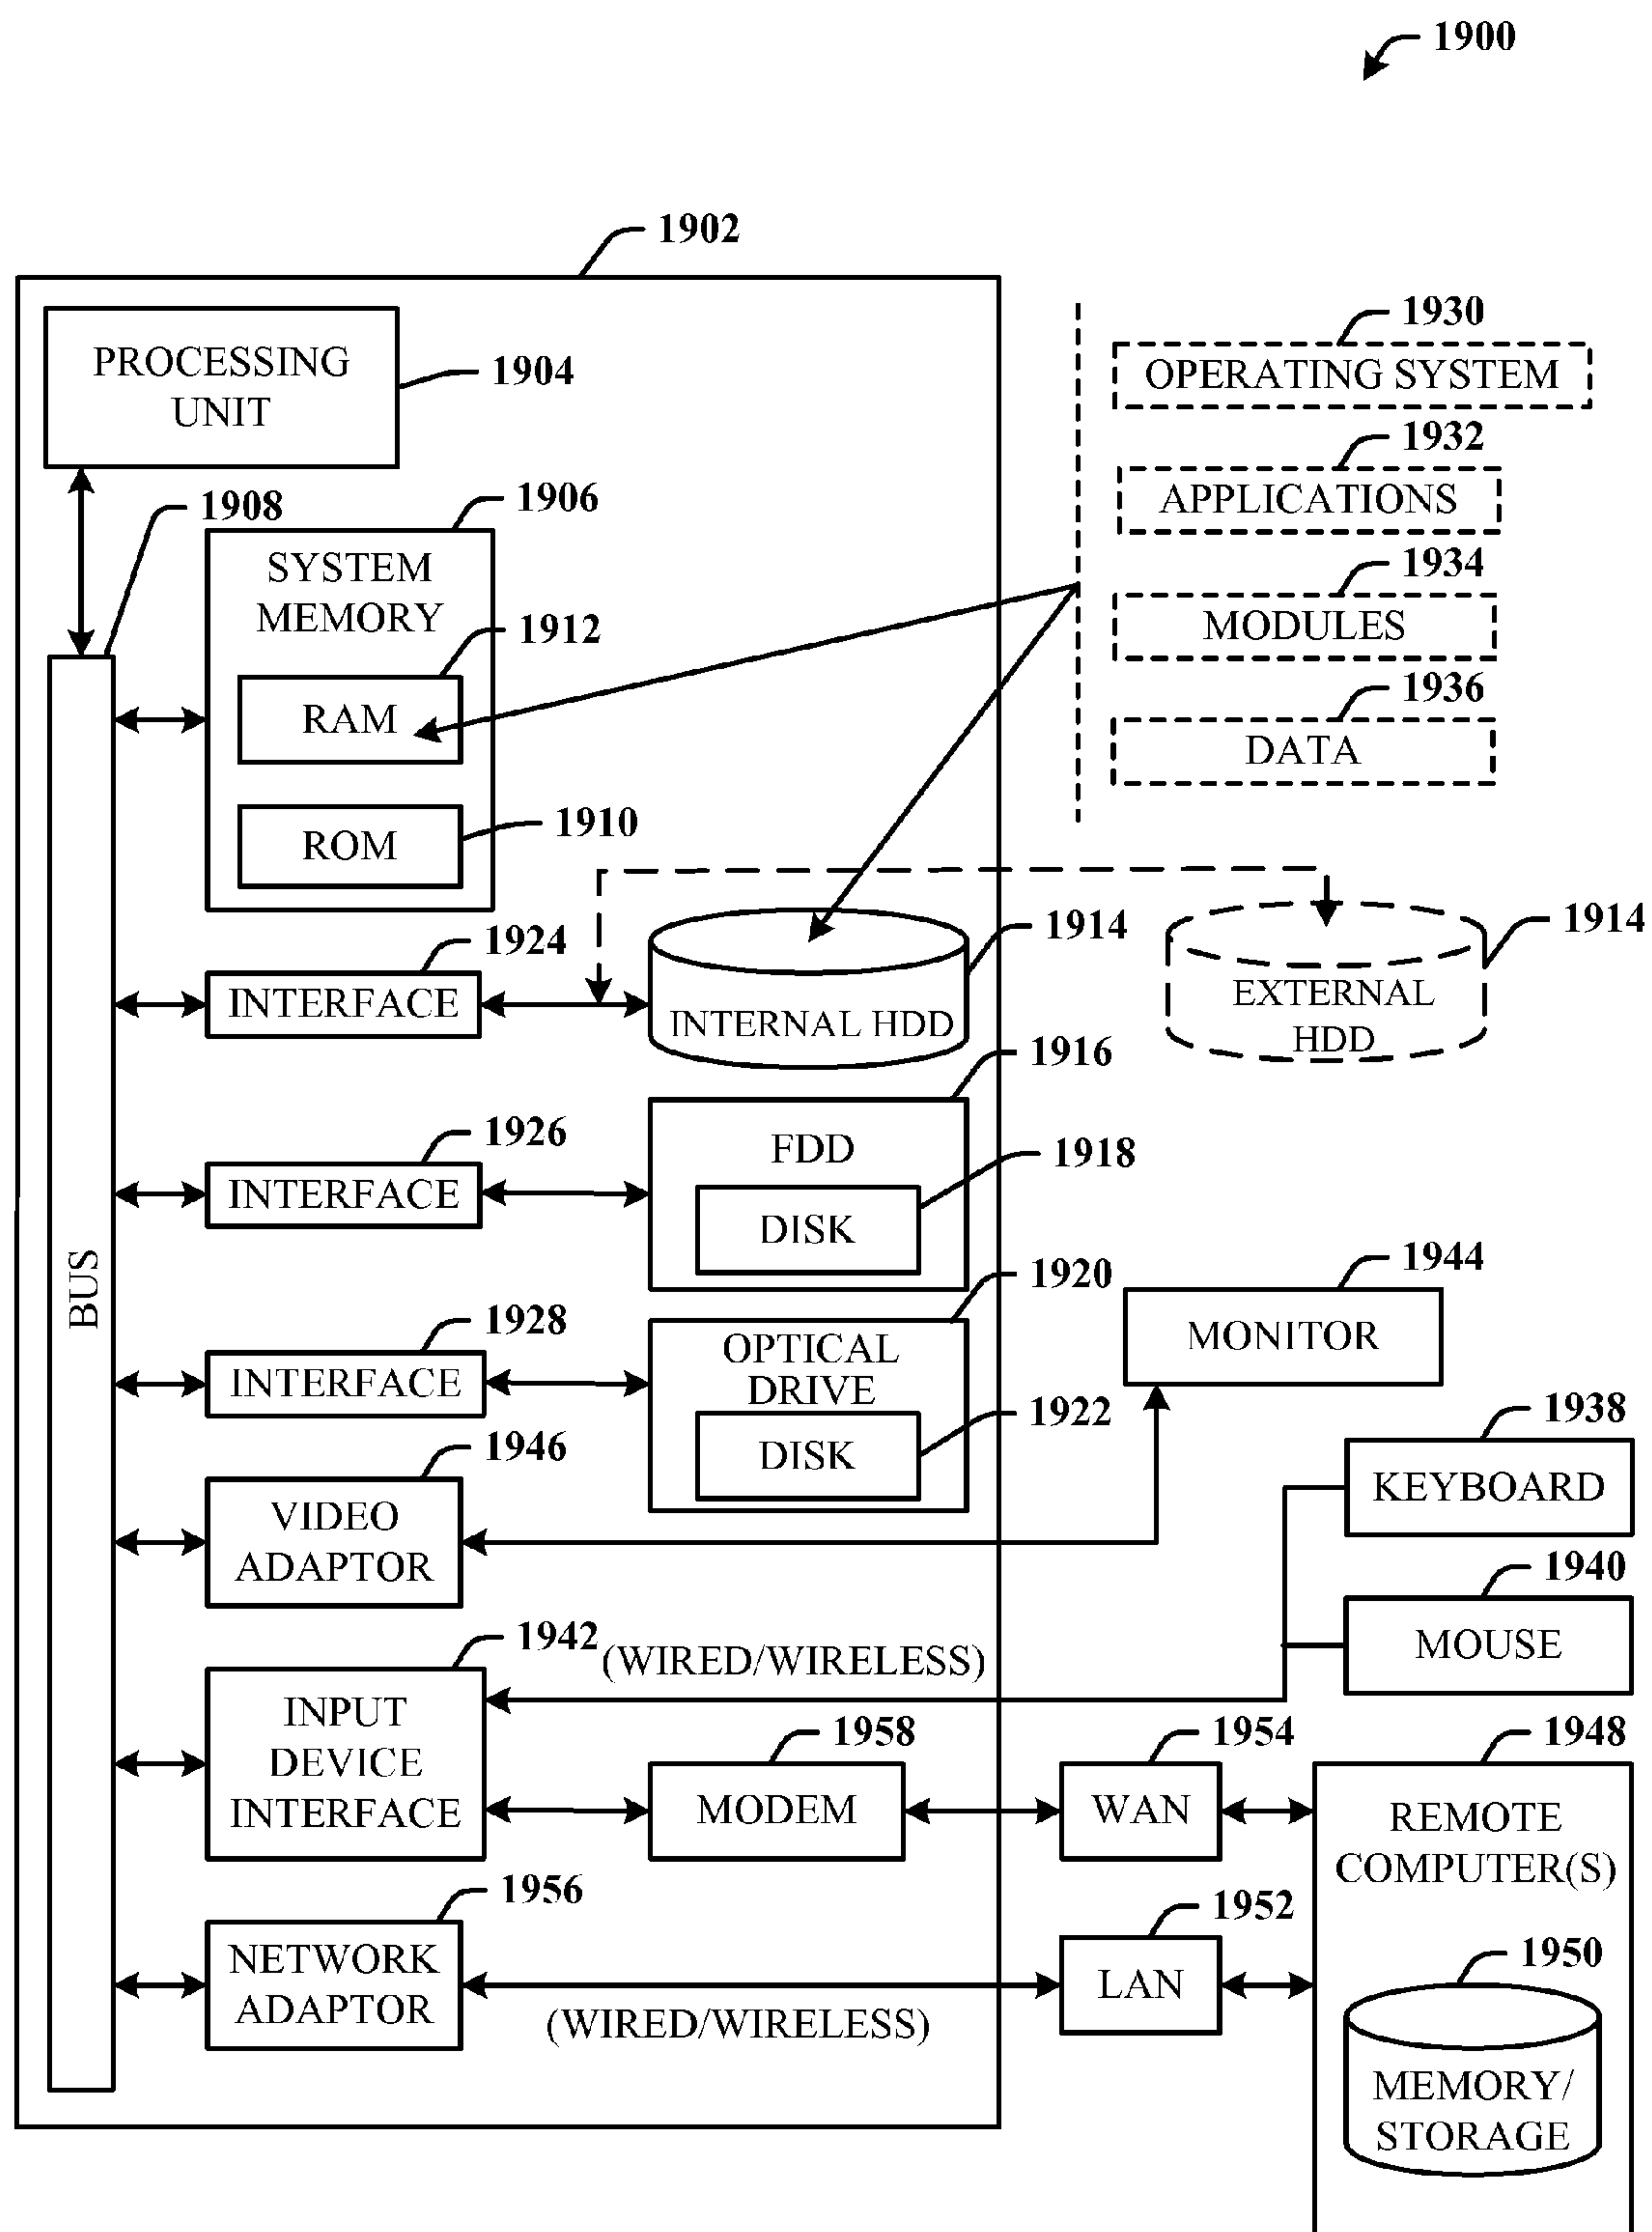 1900
1902
PROCESSING
UNIT
1904
1930
OPERATING SYSTEM
1932
APPLICATIONS
1934
MODULES
1936
DATA
1908
1906
SYSTEM
MEMORY
1912
RAM
1910
ROM
BUS
1924
INTERFACE
1914
INTERNAL HDD
1914
EXTERNAL
HDD
1926
INTERFACE
1916
FDD
1918
DISK
1928
INTERFACE
1920
OPTICAL
DRIVE
1922
DISK
1944
MONITOR
1946
VIDEO
ADAPTOR
1938
KEYBOARD
1940
MOUSE
1942
(WIRED/WIRELESS)
INPUT
DEVICE
INTERFACE
1958
MODEM
1954
WAN
1948
REMOTE
COMPUTER(S)
1956
NETWORK
ADAPTOR
(WIRED/WIRELESS)
1952
LAN
1950
MEMORY/
STORAGE